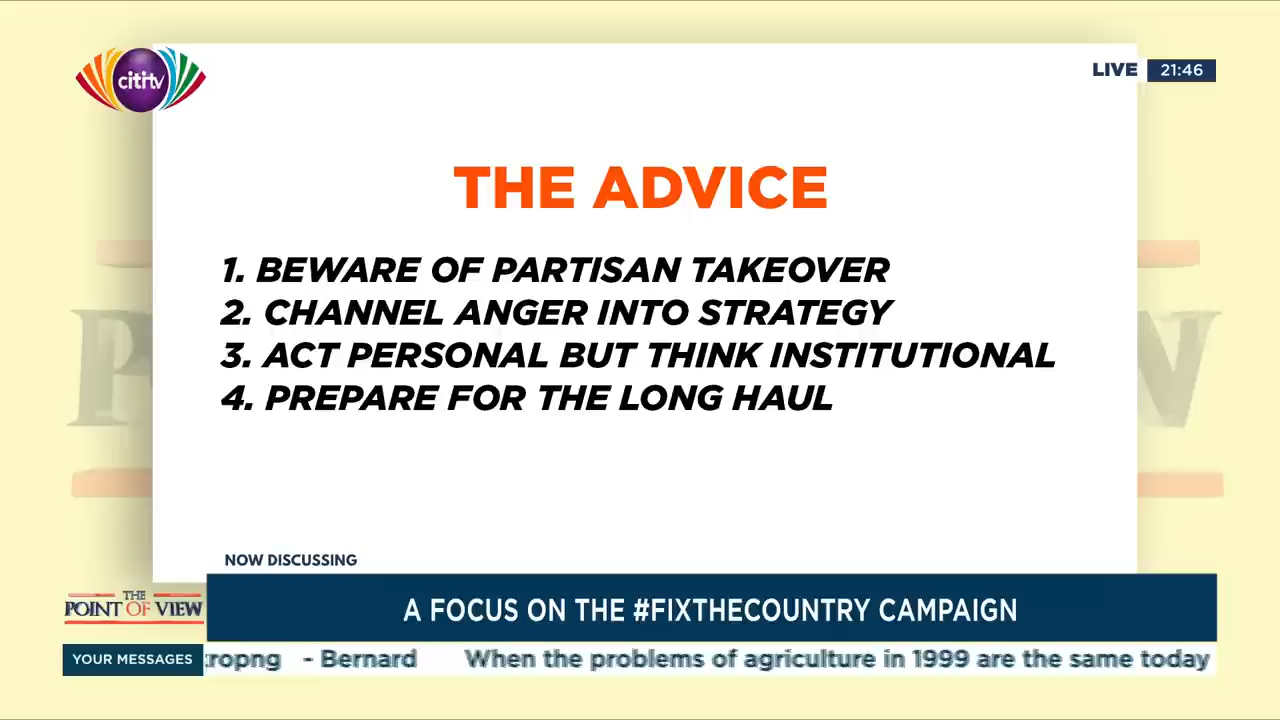 cititv
LIVE 21:46
THE ADVICE
1. BEWARE OF PARTISAN TAKEOVER
2. CHANNEL ANGER INTO STRATEGY
3. ACT PERSONAL BUT THINK INSTITUTIONAL
4. PREPARE FOR THE LONG HAUL
NOW DISCUSSING
THE
POINT OF VIEW
A FOCUS ON THE #FIXTHECOUNTRY CAMPAIGN
YOUR MESSAGES
- Bernard When the problems of agriculture in 1999 are the same today